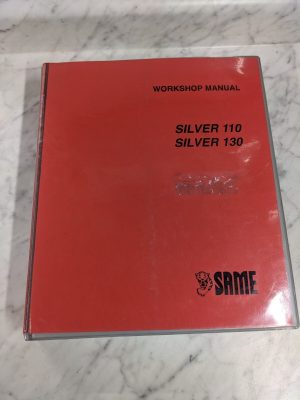 WORKSHOP MANUAL
SILVER 110
SILVER 130
SAME